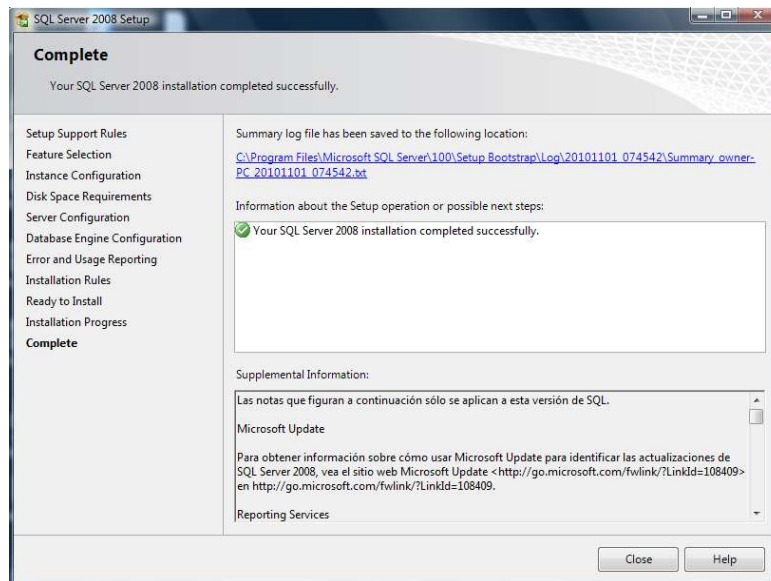 SQL Server 2008 Setup
Complete
Your SQL Server 2008 installation completed successfully.
Setup Support Rules
Feature Selection
Instance Configuration
Disk Space Requirements
Server Configuration
Database Engine Configuration
Error and Usage Reporting
Installation Rules
Ready to Install
Installation Progress
Complete
Summary log file has been saved to the following location:
C:\Program Files\Microsoft SQL Server\100\Setup Bootstrap\Log\20101101_074542\Summary_owner-
PC_20101101_074542.txt
Information about the Setup operation or possible next steps:
Your SQL Server 2008 installation completed successfully.
Supplemental Information:
Las notas que figuran a continuación sólo se aplican a esta versión de SQL.
Microsoft Update
Para obtener información sobre cómo usar Microsoft Update para identificar las actualizaciones de
SQL Server 2008, vea el sitio web Microsoft Update <http://go.microsoft.com/fwlink/?LinkId=108409>
en http://go.microsoft.com/fwlink/?LinkId=108409.
Reporting Services
Close
Help